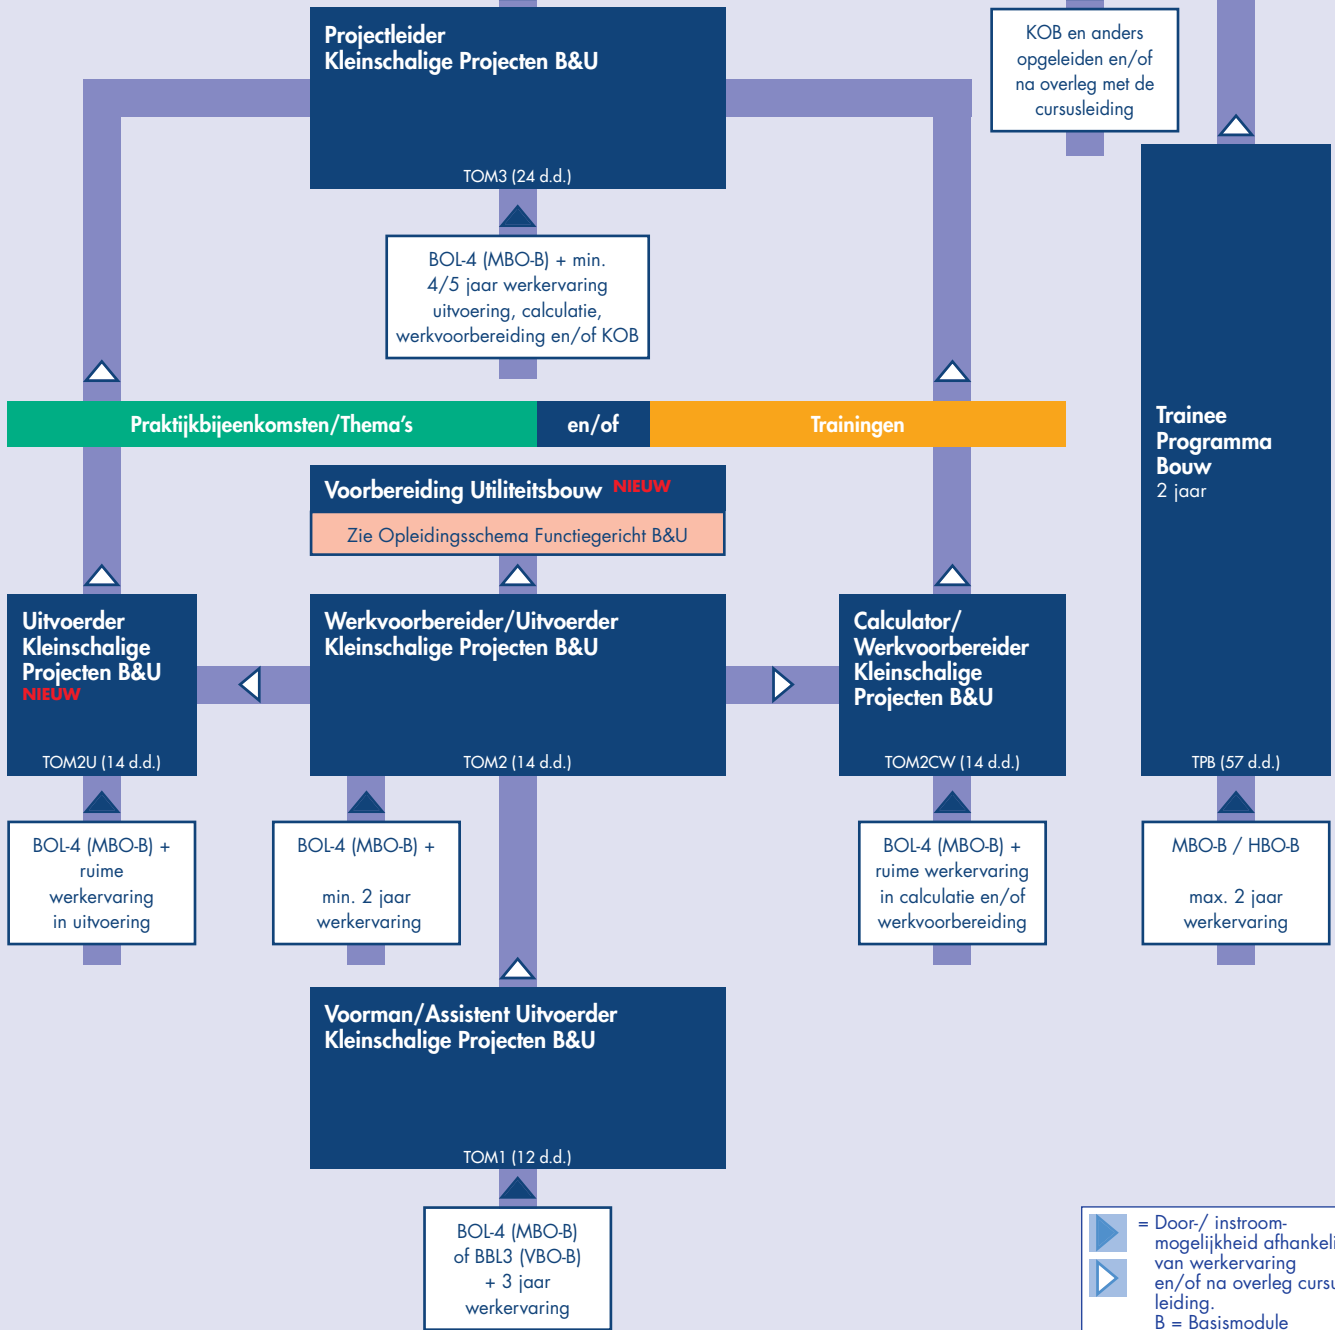 Projectleider
Kleinschalige Projecten B&U
TOM3 (24 d.d.)
KOB en anders
opgeleiden en/of
na overleg met de
cursusleiding
BOL-4 (MBO-B) + min.
4/5 jaar werkervaring
uitvoering, calculatie,
werkvoorbereiding en/of KOB
Praktijkbijeenkomsten/Thema's
en/of
Trainingen
Voorbereiding Utiliteitsbouw NIEUW
Zie Opleidingsschema Functiegericht B&U
Trainee
Programma
Bouw
2 jaar
TPB (57 d.d.)
Uitvoerder
Kleinschalige
Projecten B&U
NIEUW
TOM2U (14 d.d.)
Werkvoorbereider/Uitvoerder
Kleinschalige Projecten B&U
TOM2 (14 d.d.)
Calculator/
Werkvoorbereider
Kleinschalige
Projecten B&U
TOM2CW (14 d.d.)
BOL-4 (MBO-B) +
ruime
werkervaring
in uitvoering
BOL-4 (MBO-B) +
min. 2 jaar
werkervaring
BOL-4 (MBO-B) +
ruime werkervaring
in calculatie en/of
werkvoorbereiding
MBO-B / HBO-B
max. 2 jaar
werkervaring
Voorman/Assistent Uitvoerder
Kleinschalige Projecten B&U
TOM1 (12 d.d.)
BOL-4 (MBO-B)
of BBL3 (VBO-B)
+ 3 jaar
werkervaring
= Door-/ instroom-
mogelijkheid
van werkervaring
en/of na overleg
leiding.
B = Basismodule